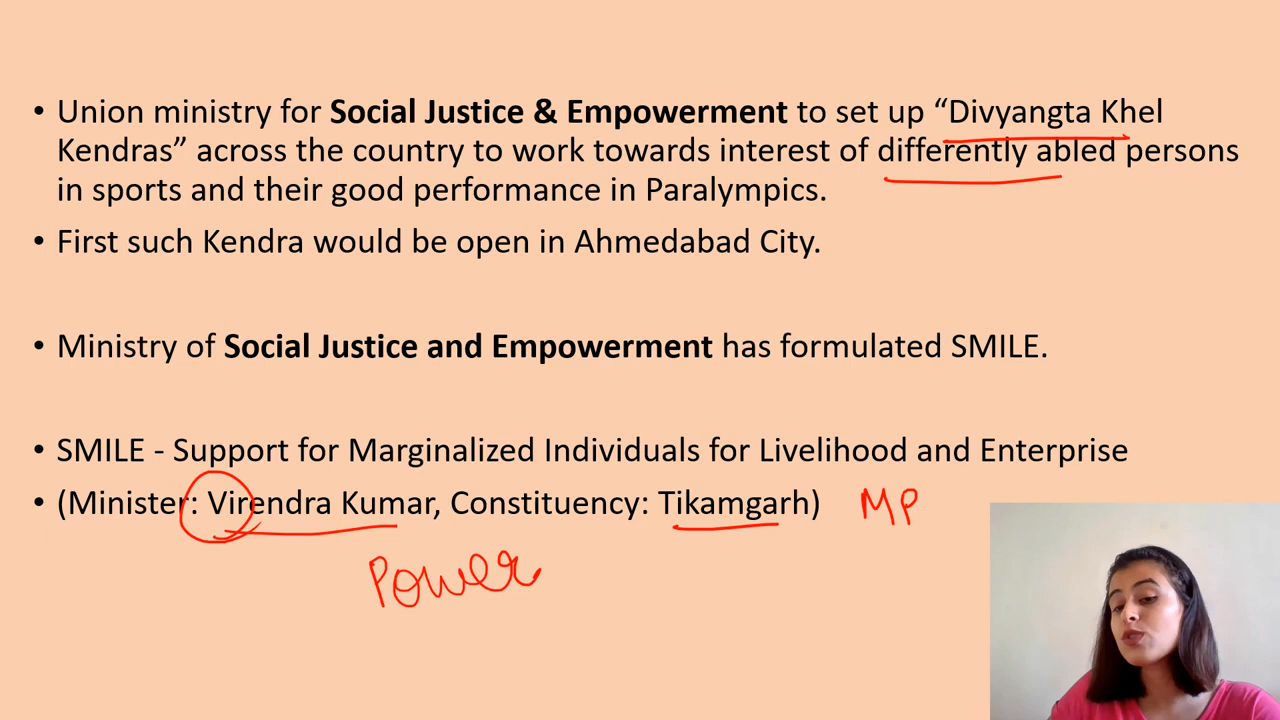 • Union ministry for Social Justice & Empowerment to set up “Divyangta Khel
Kendras” across the country to work towards interest of differently abled persons
in sports and their good performance in Paralympics.
• First such Kendra would be open in Ahmedabad City.
• Ministry of Social Justice and Empowerment has formulated SMILE.
• SMILE - Support for Marginalized Individuals for Livelihood and Enterprise
• (Minister: Virendra Kumar, Constituency: Tikamgarh) MP
Power